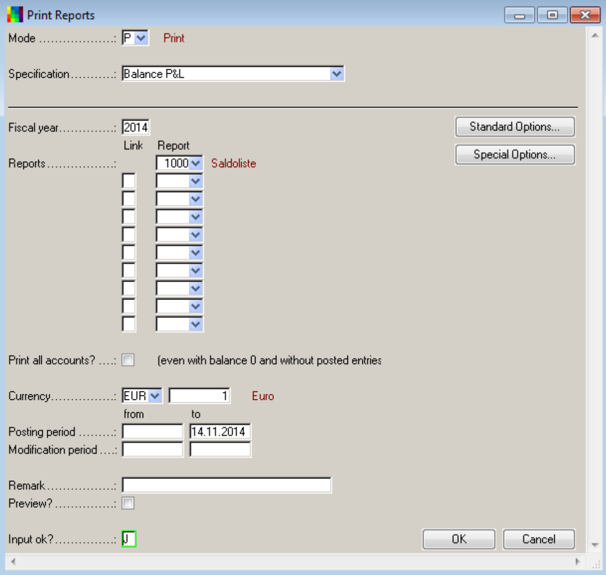 Print Reports
Mode ..................: P Print
Specification...........: Balance P&L
Fiscal year.............: 2014 Standard Options...
Link Report
Reports.................: 1000 Saldoliste Special Options...
Print all accounts? ....: (even with balance 0 and without posted entries
Currency................: EUR 1 Euro
from to
Posting period .........: 14.11.2014
Modification period ....:
Remark..................:
Preview?................:
Input ok?...............: J OK Cancel